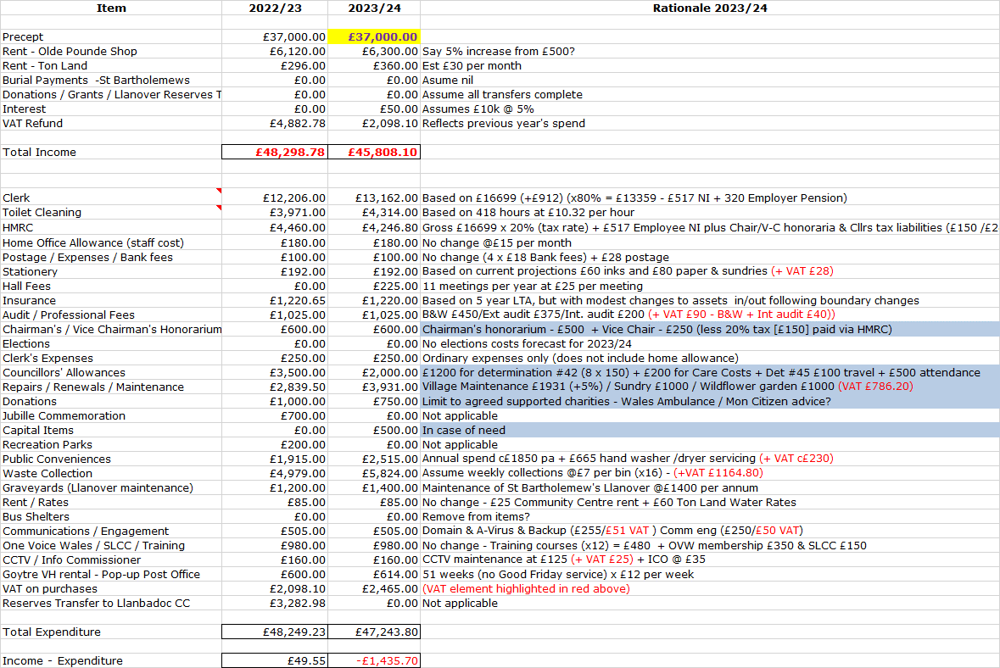 Item 2022/23 2023/24 Rationale 2023/24
Precept £37,000.00 £37,000.00
Rent - Olde Pounde Shop £6,120.00 £6,300.00 Say 5% increase from £500?
Rent - Ton Land £296.00 £360.00 Est £30 per month
Burial Payments -St Bartholemews £0.00 £0.00 Asume nil
Donations / Grants / Llanover Reserves T £0.00 £0.00 Assume all transfers complete
Interest £0.00 £50.00 Assumes £10k @ 5%
VAT Refund £4,882.78 £2,098.10 Reflects previous year's spend
Total Income £48,298.78 £45,808.10
Clerk £12,206.00 £13,162.00 Based on £16699 (+£912) (x80% = £13359 - £517 NI + 320 Employer Pension)
Toilet Cleaning £3,971.00 £4,314.00 Based on 418 hours at £10.32 per hour
HMRC £4,460.00 £4,246.80 Gross £16699 x 20% (tax rate) + £517 Employee NI plus Chair/V-C honoraria & Cllrs tax liabilities (£150 /£2
Home Office Allowance (staff cost) £180.00 £180.00 No change @£15 per month
Postage / Expenses / Bank fees £100.00 £100.00 No change (4 x £18 Bank fees) + £28 postage
Stationery £192.00 £192.00 Based on current projections £60 inks and £80 paper & sundries (+ VAT £28)
Hall Fees £0.00 £225.00 11 meetings per year at £25 per meeting
Insurance £1,220.65 £1,220.00 Based on 5 year LTA, but with modest changes to assets in/out following boundary changes
Audit / Professional Fees £1,025.00 £1,025.00 B&W £450/Ext audit £375/Int. audit £200 (+ VAT £90 - B&W + Int audit £40))
Chairman's / Vice Chairman's Honorarium £600.00 £600.00 Chairman's honorarium - £500 + Vice Chair - £250 (less 20% tax [£150] paid via HMRC)
Elections £0.00 £0.00 No elections costs forecast for 2023/24
Clerk's Expenses £250.00 £250.00 Ordinary expenses only (does not include home allowance)
Councillors' Allowances £3,500.00 £2,000.00 £1200 for determination #42 (8 x 150) + £200 for Care Costs + Det #45 £100 travel + £500 attendance
Repairs / Renewals / Maintenance £2,839.50 £3,931.00 Village Maintenance £1931 (+5%) / Sundry £1000 / Wildflower garden £1000 (VAT £786.20)
Donations £1,000.00 £750.00 Limit to agreed supported charities - Wales Ambulance / Mon Citizen advice?
Jubille Commemoration £700.00 £0.00 Not applicable
Capital Items £0.00 £500.00 In case of need
Recreation Parks £200.00 £0.00 Not applicable
Public Conveniences £1,915.00 £2,515.00 Annual spend c£1850 pa + £665 hand washer /dryer servicing (+ VAT c£230)
Waste Collection £4,979.00 £5,824.00 Assume weekly collections @£7 per bin (x16) - (+VAT £1164.80)
Graveyards (Llanover maintenance) £1,200.00 £1,400.00 Maintenance of St Bartholemew's Llanover @£1400 per annum
Rent / Rates £85.00 £85.00 No change - £25 Community Centre rent + £60 Ton Land Water Rates
Bus Shelters £0.00 £0.00 Remove from items?
Communications / Engagement £505.00 £505.00 Domain & A-Virus & Backup (£255/£51 VAT ) Comm eng (£250/£50 VAT)
One Voice Wales / SLCC / Training £980.00 £980.00 No change - Training courses (x12) = £480 + OVW membership £350 & SLCC £150
CCTV / Info Commissioner £160.00 £160.00 CCTV maintenance at £125 (+ VAT £25) + ICO @ £35
Goytre VH rental - Pop-up Post Office £600.00 £614.00 51 weeks (no Good Friday service) x £12 per week
VAT on purchases £2,098.10 £2,465.00 (VAT element highlighted in red above)
Reserves Transfer to Llanbadoc CC £3,282.98 £0.00 Not applicable
Total Expenditure £48,249.23 £47,243.80
Income - Expenditure £49.55 -£1,435.70